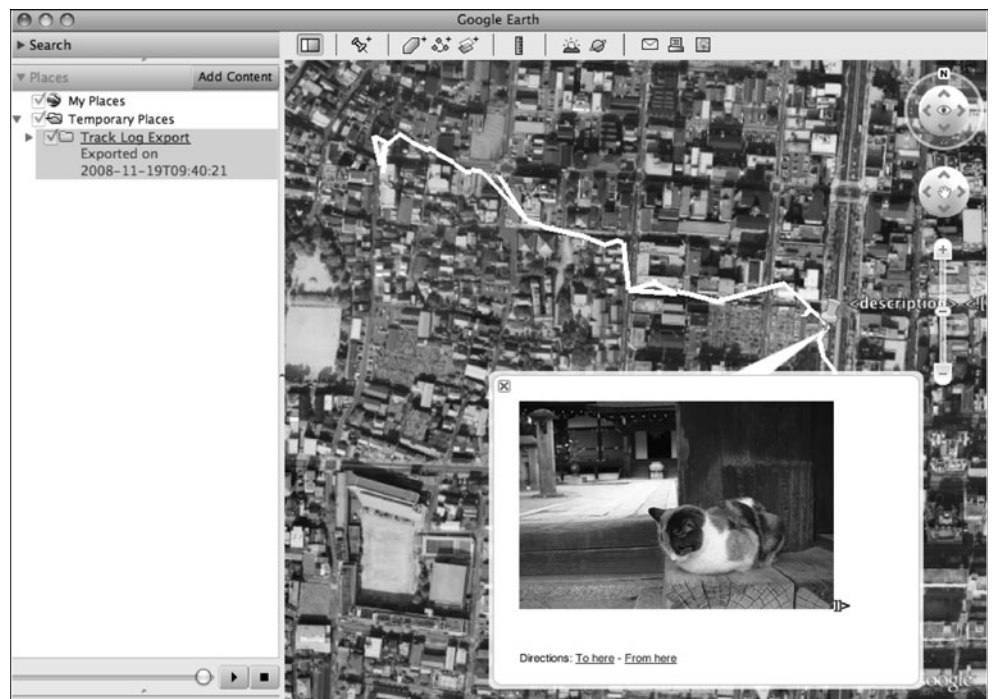 Google Earth
Search
Places
Add Content
My Places
Temporary Places
Track Log Export
Exported on
2008-11-19T09:40:21
N
<description> <![
]]>
Directions: To here - From here
Google